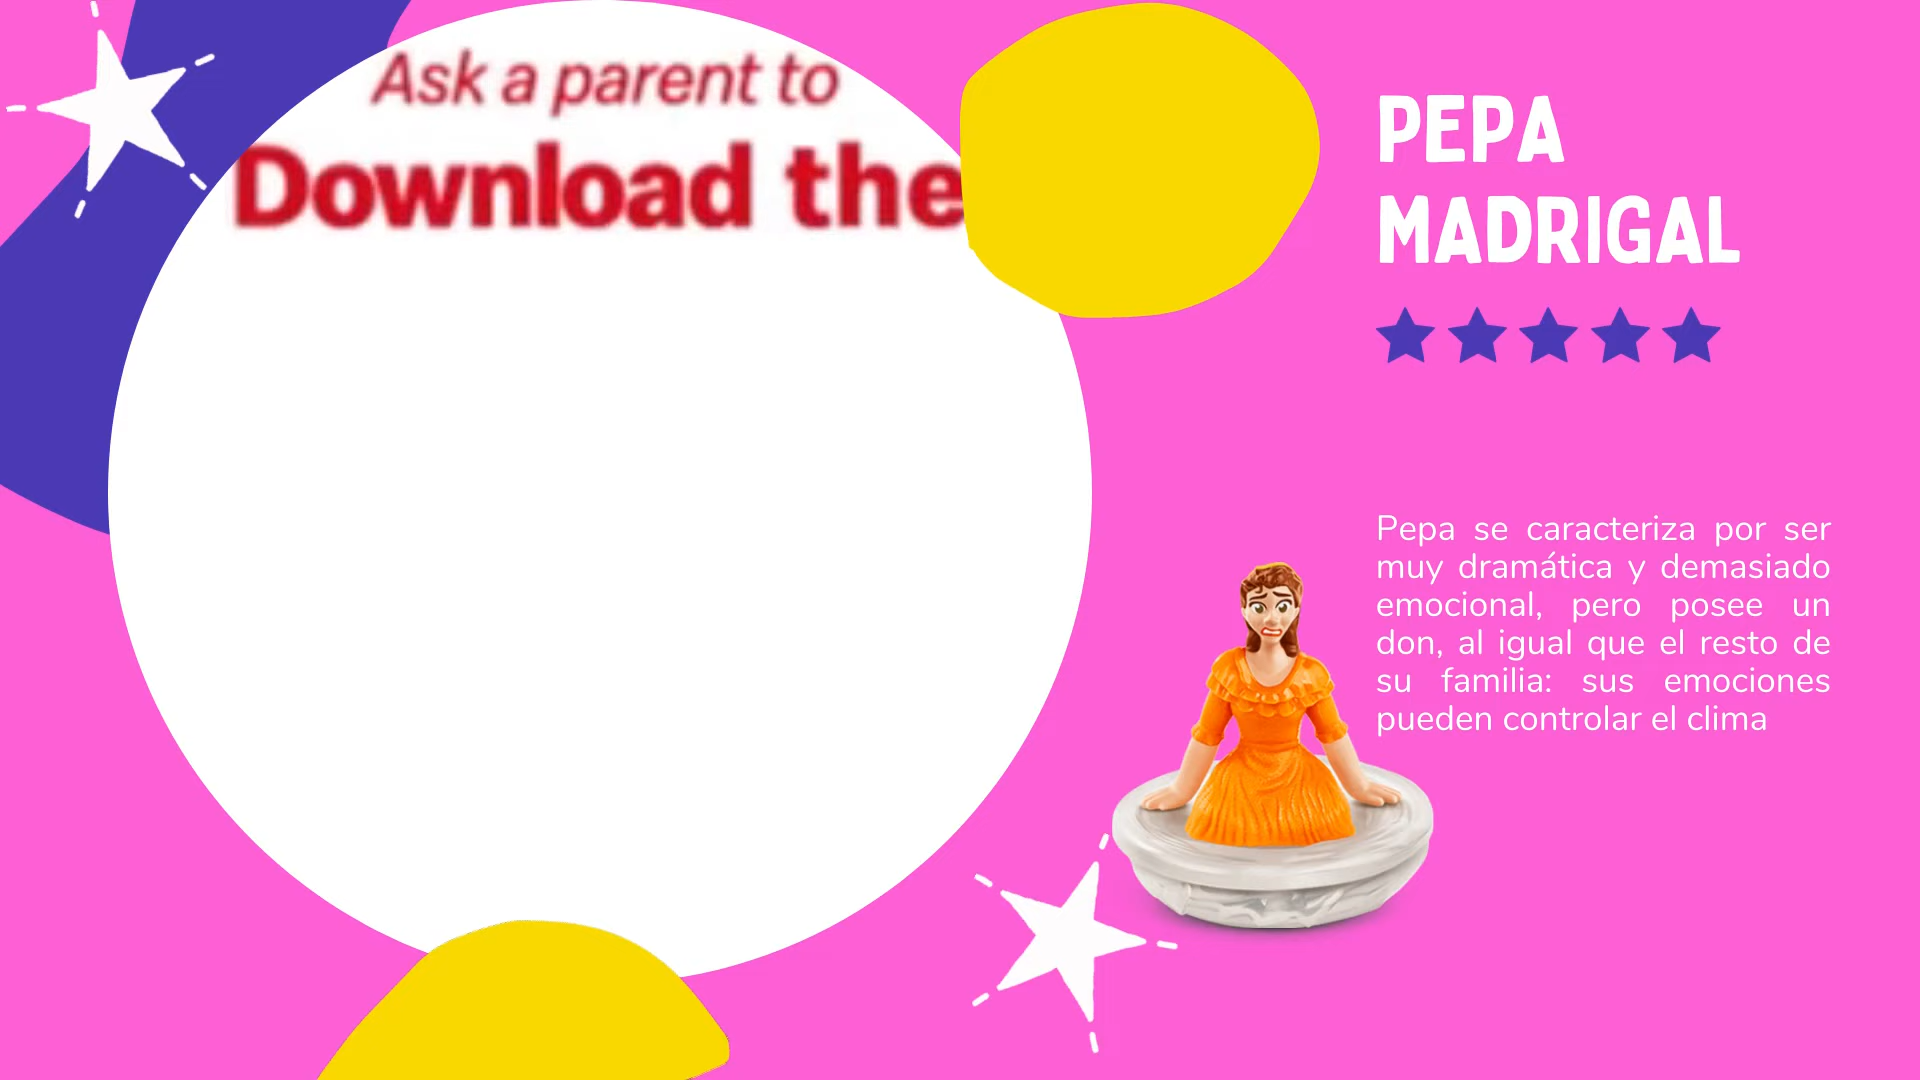 Ask a parent to
Download the
PEPA
MADRIGAL
Pepa se caracteriza por ser
muy dramática y demasiado
emocional, pero posee un
don, al igual que el resto de
su familia: sus emociones
pueden controlar el clima